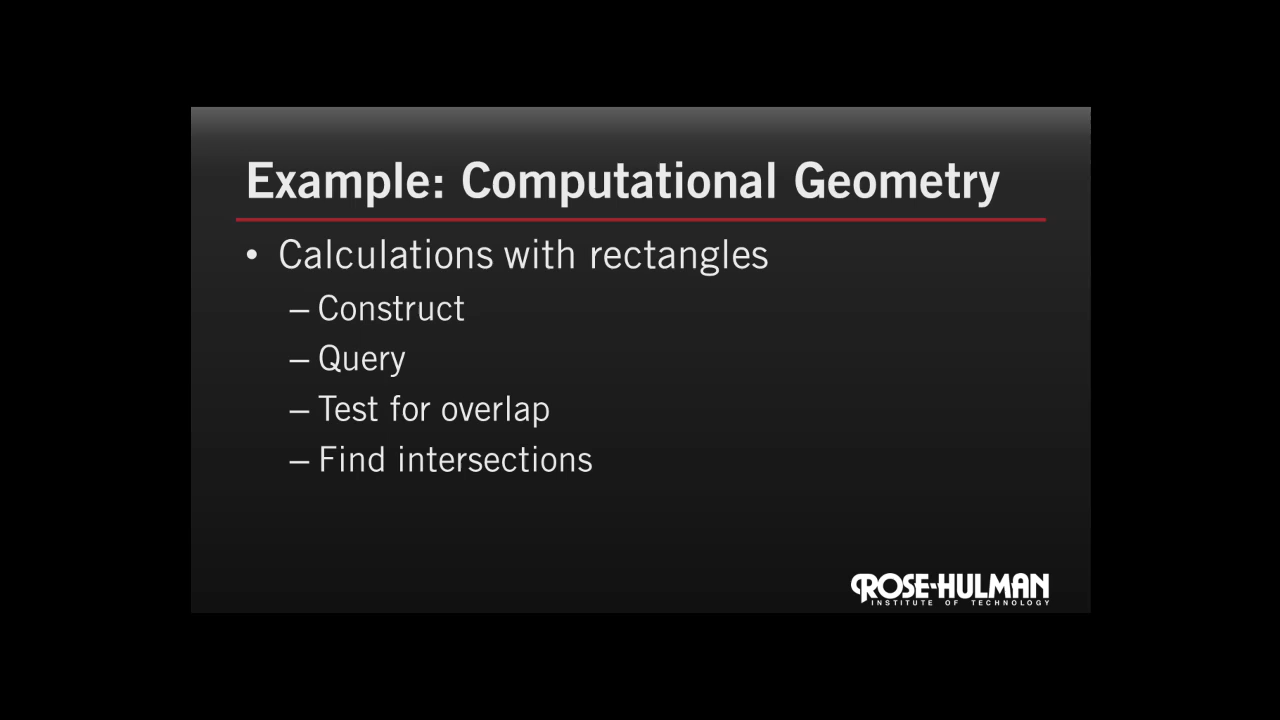 Example: Computational Geometry
• Calculations with rectangles
– Construct
– Query
– Test for overlap
– Find intersections
ROSE-HULMAN
INSTITUTE OF TECHNOLOGY